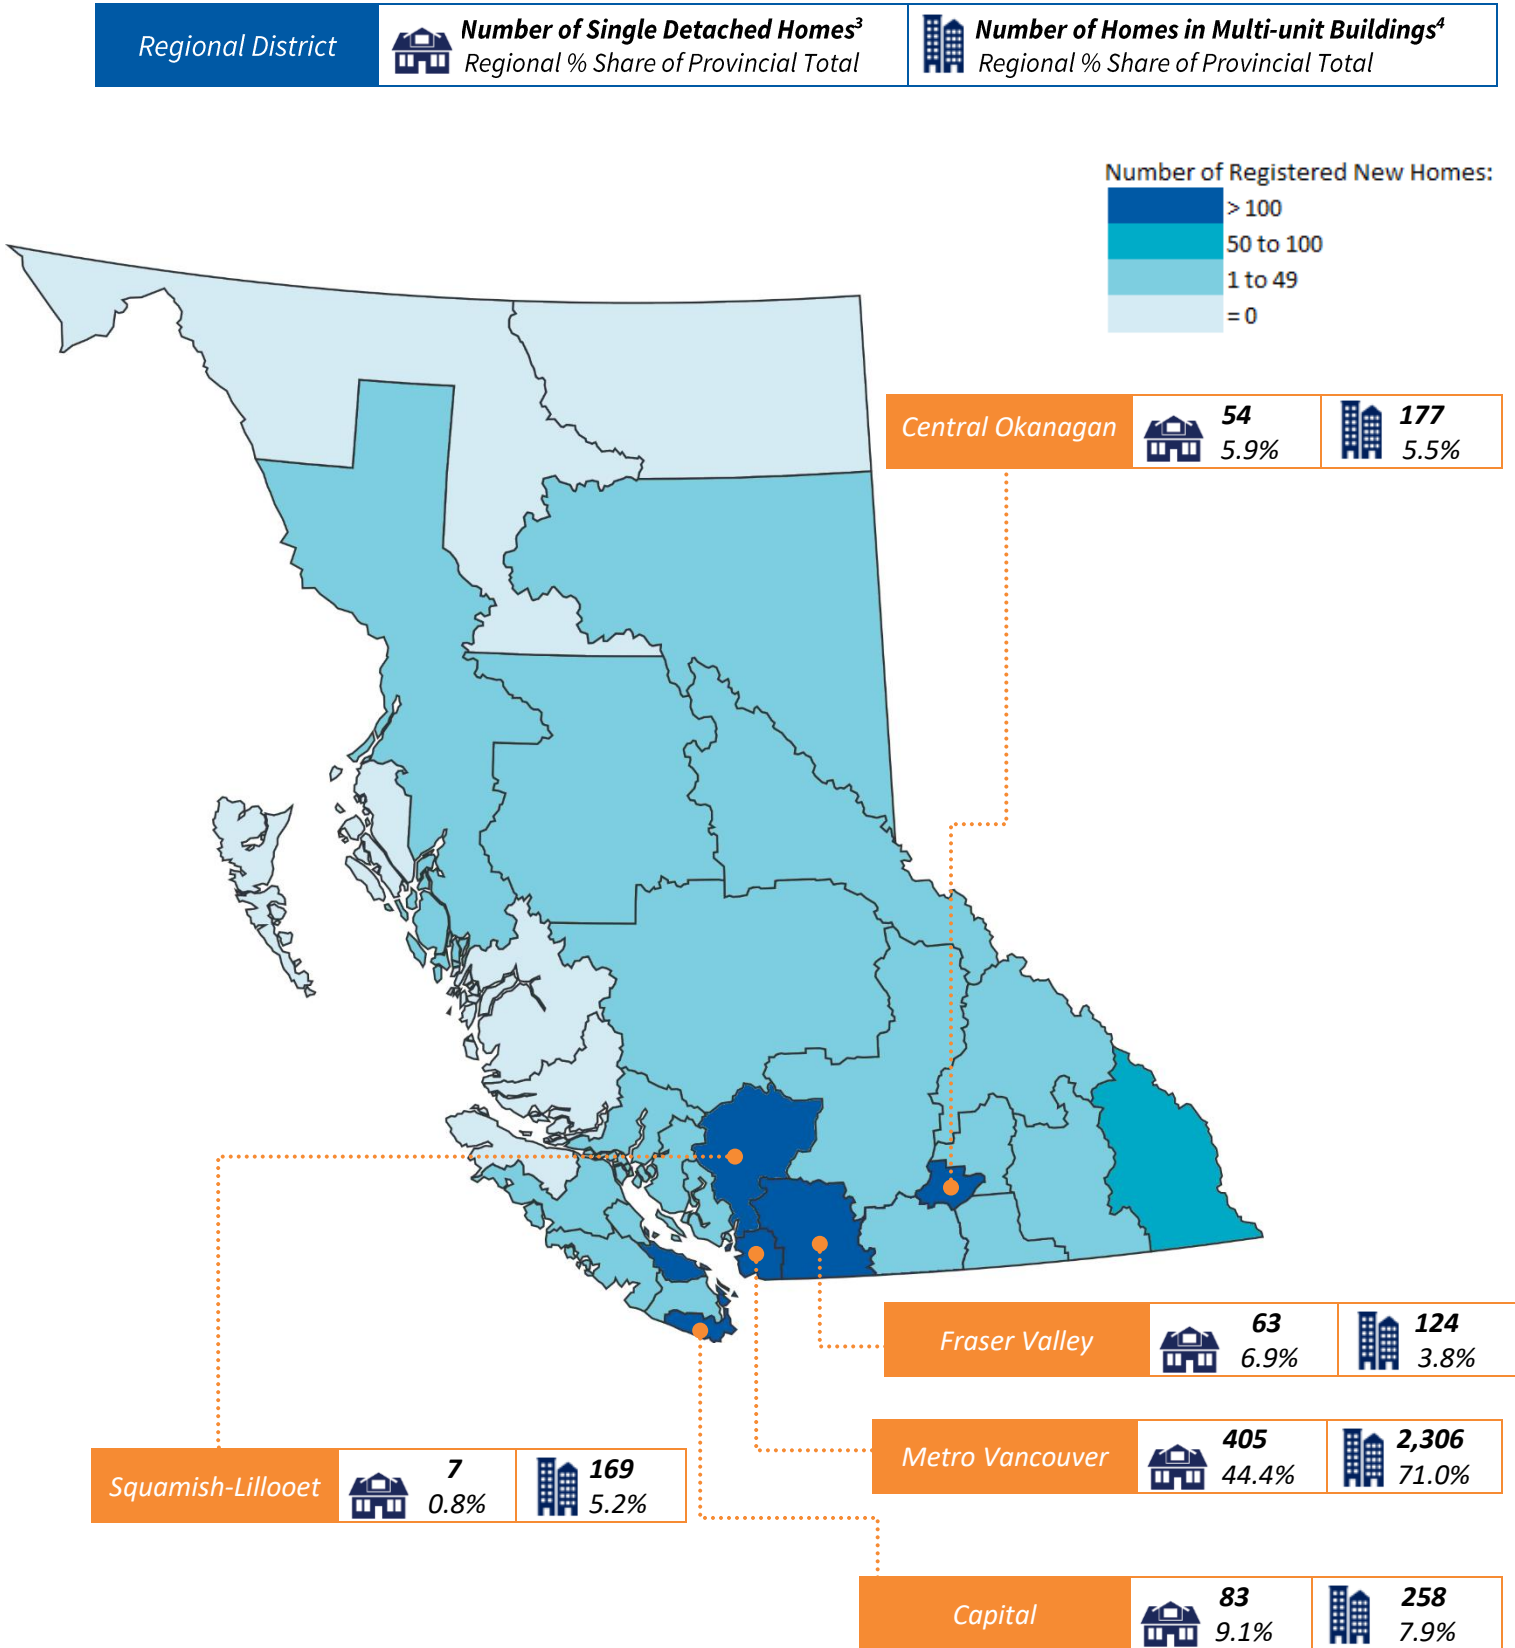 Regional District
Number of Single Detached Homes³
Regional % Share of Provincial Total
Number of Homes in Multi-unit Buildings⁴
Regional % Share of Provincial Total
Number of Registered New Homes:
> 100
50 to 100
1 to 49
= 0
Central Okanagan
54
5.9%
177
5.5%
Fraser Valley
63
6.9%
124
3.8%
Metro Vancouver
405
44.4%
2,306
71.0%
Squamish-Lillooet
7
0.8%
169
5.2%
Capital
83
9.1%
258
7.9%